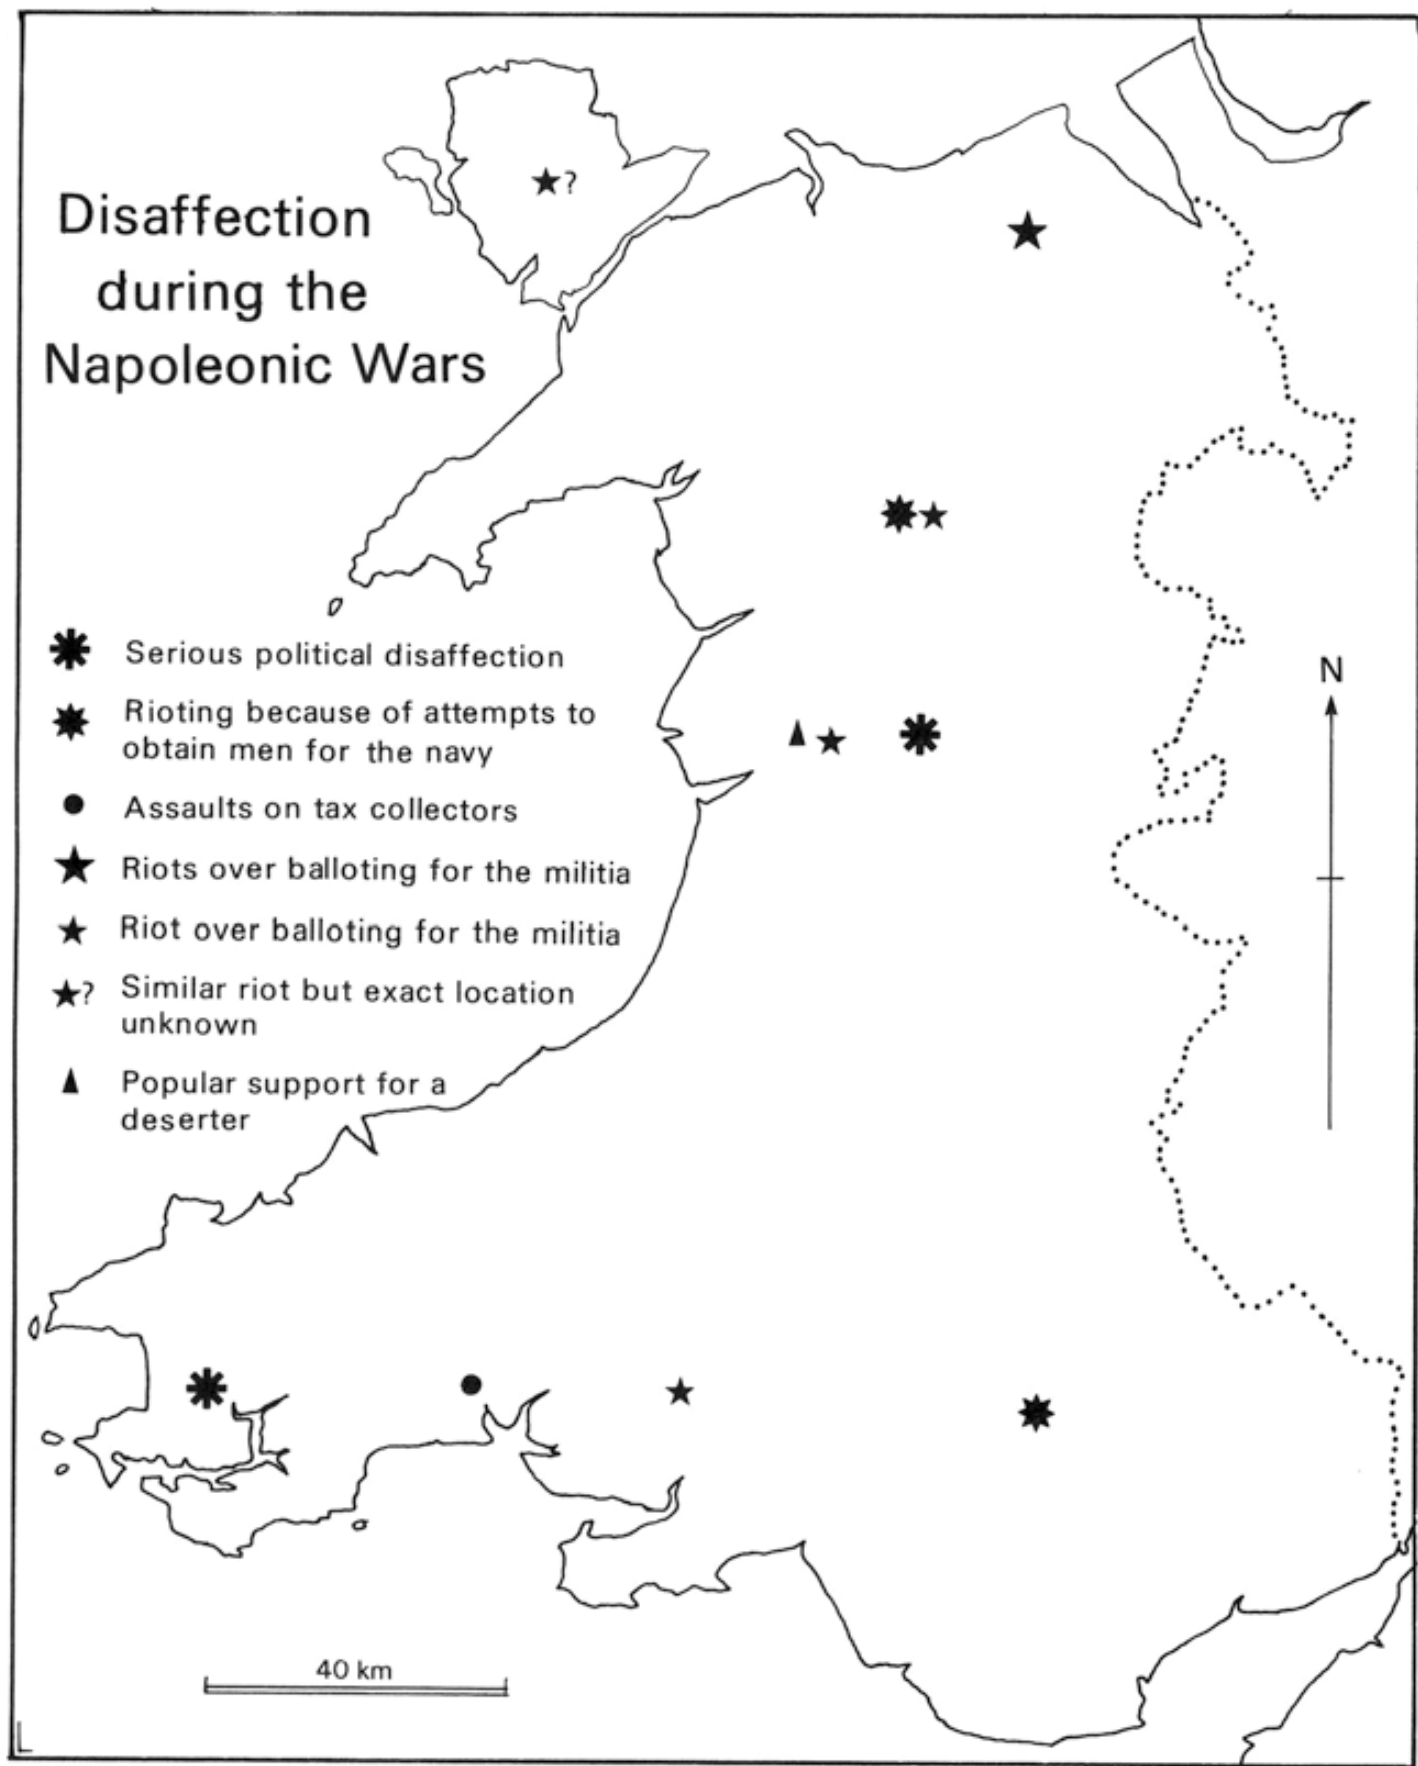 Disaffection
during the
Napoleonic Wars
?
Serious political disaffection
Rioting because of attempts to
obtain men for the navy
Assaults on tax collectors
Riots over balloting for the militia
Riot over balloting for the militia
? Similar riot but exact location
unknown
Popular support for a
deserter
N
40 km